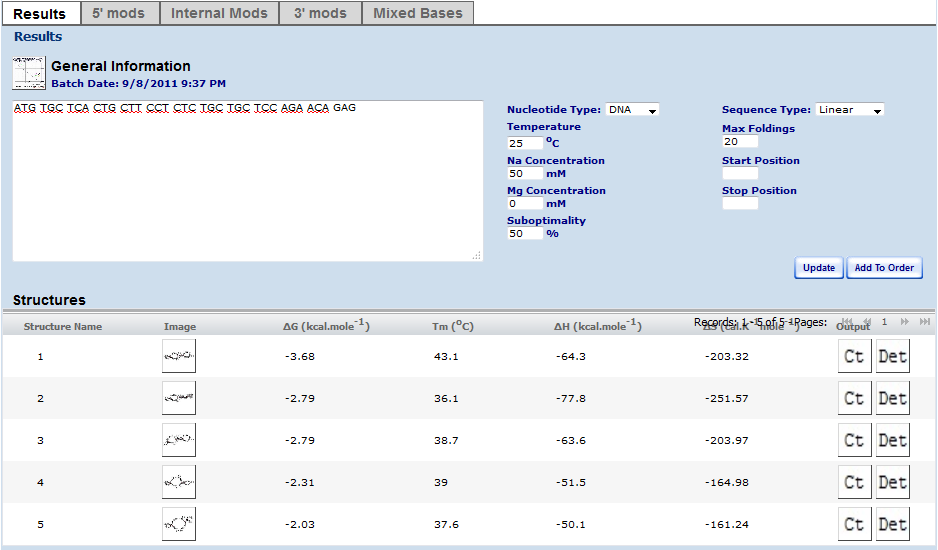 Results 5' mods Internal Mods 3' mods Mixed Bases
Results
General Information
Batch Date: 9/8/2011 9:37 PM
ATG TGC TCA CTG CTT CCT CTC TGC TGC TCC AGA ACA GAG
Nucleotide Type: DNA Sequence Type: Linear
Temperature Max Foldings
25 °C 20
Na Concentration Start Position
50 mM
Mg Concentration Stop Position
0 mM
Suboptimality
50 %
Update Add To Order
Structures
Records: 1 - 5 of 5 Pages: 1
Structure Name Image ΔG (kcal.mole-1) Tm (°C) ΔH (kcal.mole-1) ΔS (cal.K-1mole-1) Output
1 -3.68 43.1 -64.3 -203.32 Ct Det
2 -2.79 36.1 -77.8 -251.57 Ct Det
3 -2.79 38.7 -63.6 -203.97 Ct Det
4 -2.31 39 -51.5 -164.98 Ct Det
5 -2.03 37.6 -50.1 -161.24 Ct Det